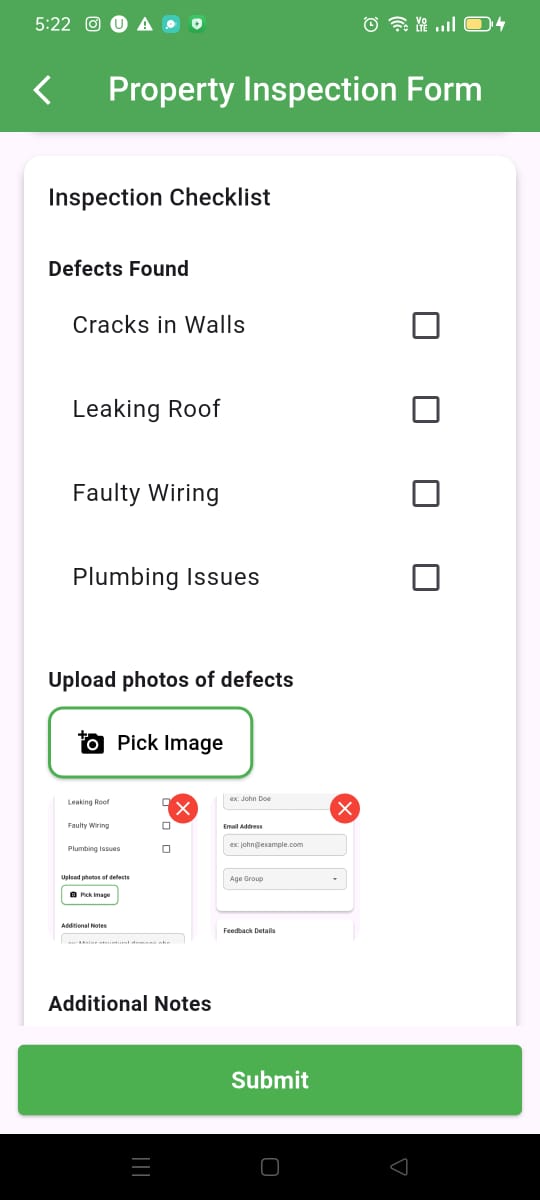 5:22
VO LTE
Property Inspection Form
Inspection Checklist
Defects Found
Cracks in Walls
Leaking Roof
Faulty Wiring
Plumbing Issues
Upload photos of defects
Pick Image
Leaking Roof
Faulty Wiring
Plumbing Issues
Upload photos of defects
Pick Image
Additional Notes
ex: John Doe
Email Address
ex: john@example.com
Age Group
Feedback Details
Additional Notes
Submit